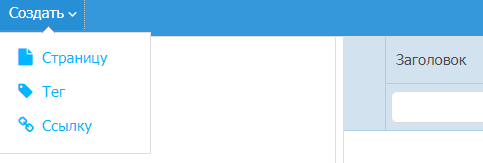 Создать
Страницу
Тег
Ссылку
Заголовок